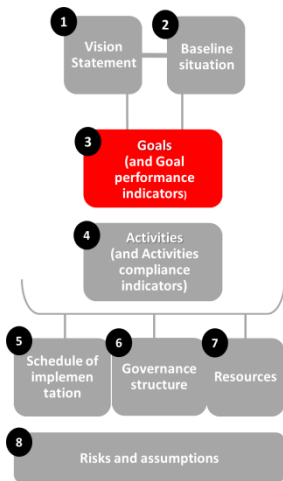 1
2
Vision
Statement
Baseline
situation
3
Goals
(and Goal
performance
indicators)
4
Activities
(and Activities
compliance
indicators)
5
6
7
Schedule of
implemen
tation
Governance
structure
Resources
8
Risks and assumptions